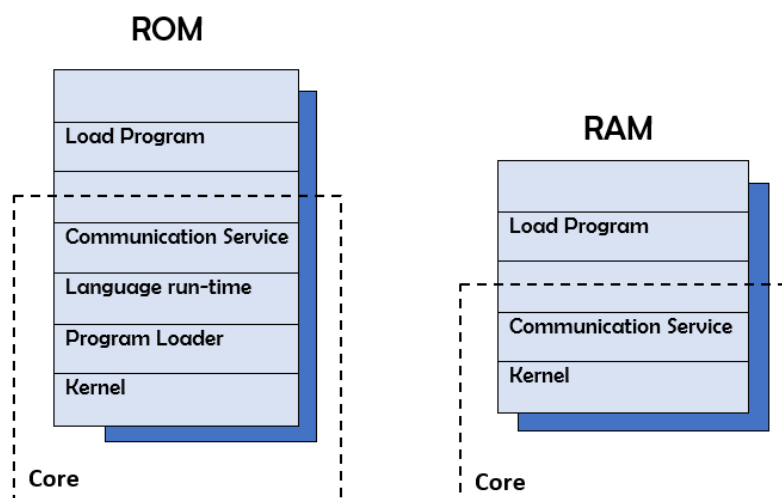 ROM
Load Program
Communication Service
Language run-time
Program Loader
Kernel
Core
RAM
Load Program
Communication Service
Kernel
Core